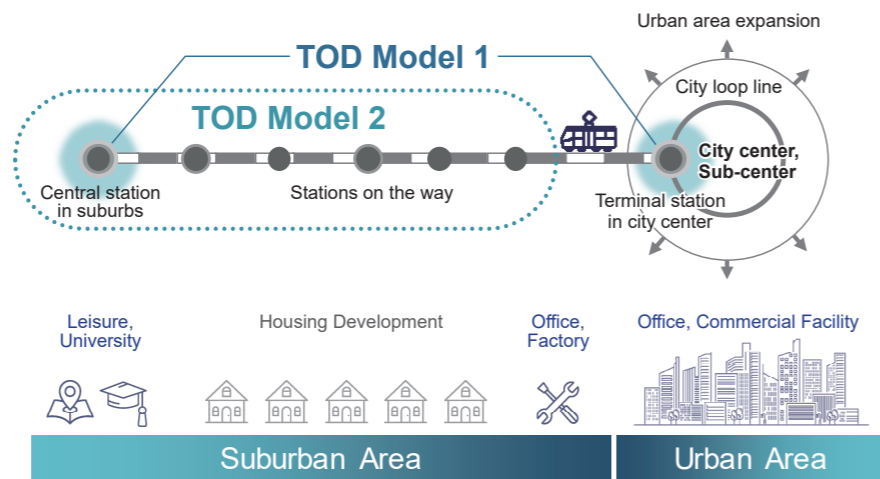 Urban area expansion
TOD Model 1
City loop line
TOD Model 2
City center,
Sub-center
Central station
in suburbs
Stations on the way
Terminal station
in city center
Leisure,
University
Housing Development
Office,
Factory
Office, Commercial Facility
Suburban Area
Urban Area